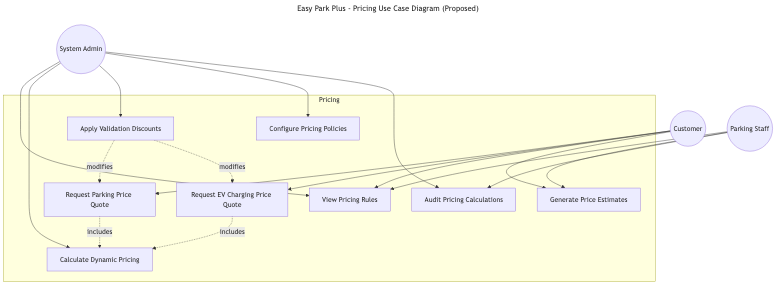 Easy Park Plus - Pricing Use Case Diagram (Proposed)
System Admin
Pricing
Apply Validation Discounts
Configure Pricing Policies
Customer
Parking Staff
modifies
modifies
Request Parking Price
Quote
Request EV Charging Price
Quote
View Pricing Rules
Audit Pricing Calculations
Generate Price Estimates
Includes
Includes
Calculate Dynamic Pricing